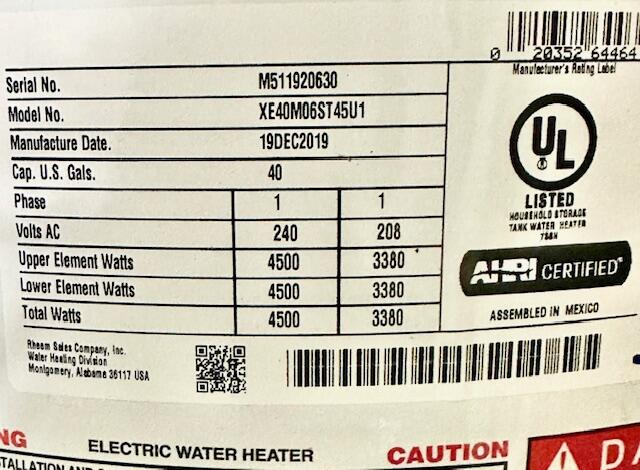 0 20352 64464
Manufacturer's Rating Label
Serial No. M511920630
Model No. XE40M06ST45U1
Manufacture Date. 19DEC2019
Cap. U.S. Gals. 40
Phase 1 1
Volts AC 240 208
Upper Element Watts 4500 3380
Lower Element Watts 4500 3380
Total Watts 4500 3380
UL
®
LISTED
HOUSEHOLD STORAGE
TANK WATER HEATER
AHRI CERTIFIED®
ASSEMBLED IN MEXICO
Rheem Sales Company, Inc.
Water Heating Division
Montgomery, Alabama 36117 USA
NG ELECTRIC WATER HEATER CAUTION